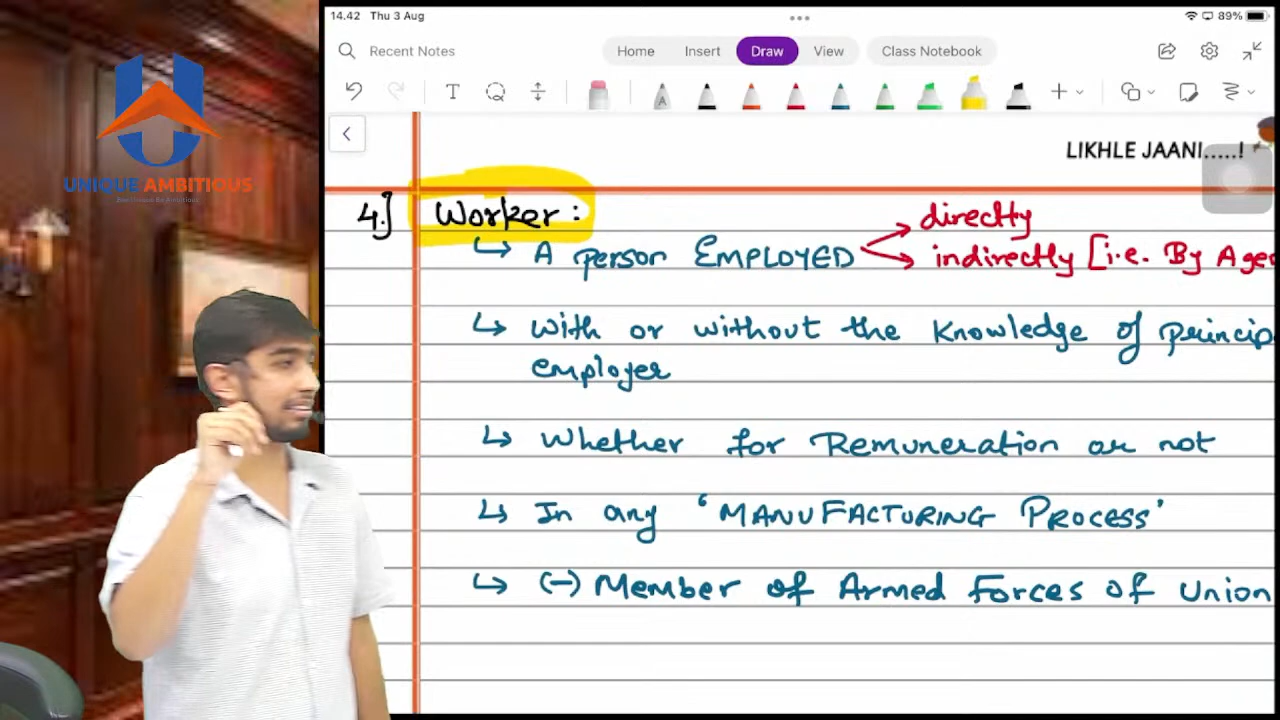 14.42 Thu 3 Aug
89%
Recent Notes
Home Insert Draw View Class Notebook
LIKHLE JAANI.....!
UNIQUE AMBITIOUS
4.] Worker:
↳ A person EMPLOYED
directly
indirectly [i.e. By Age
↳ With or without the Knowledge of princip
employer
↳ Whether for Remuneration or not
↳ In any 'MANUFACTURING PROCESS'
↳ (-) Member of Armed Forces of Union